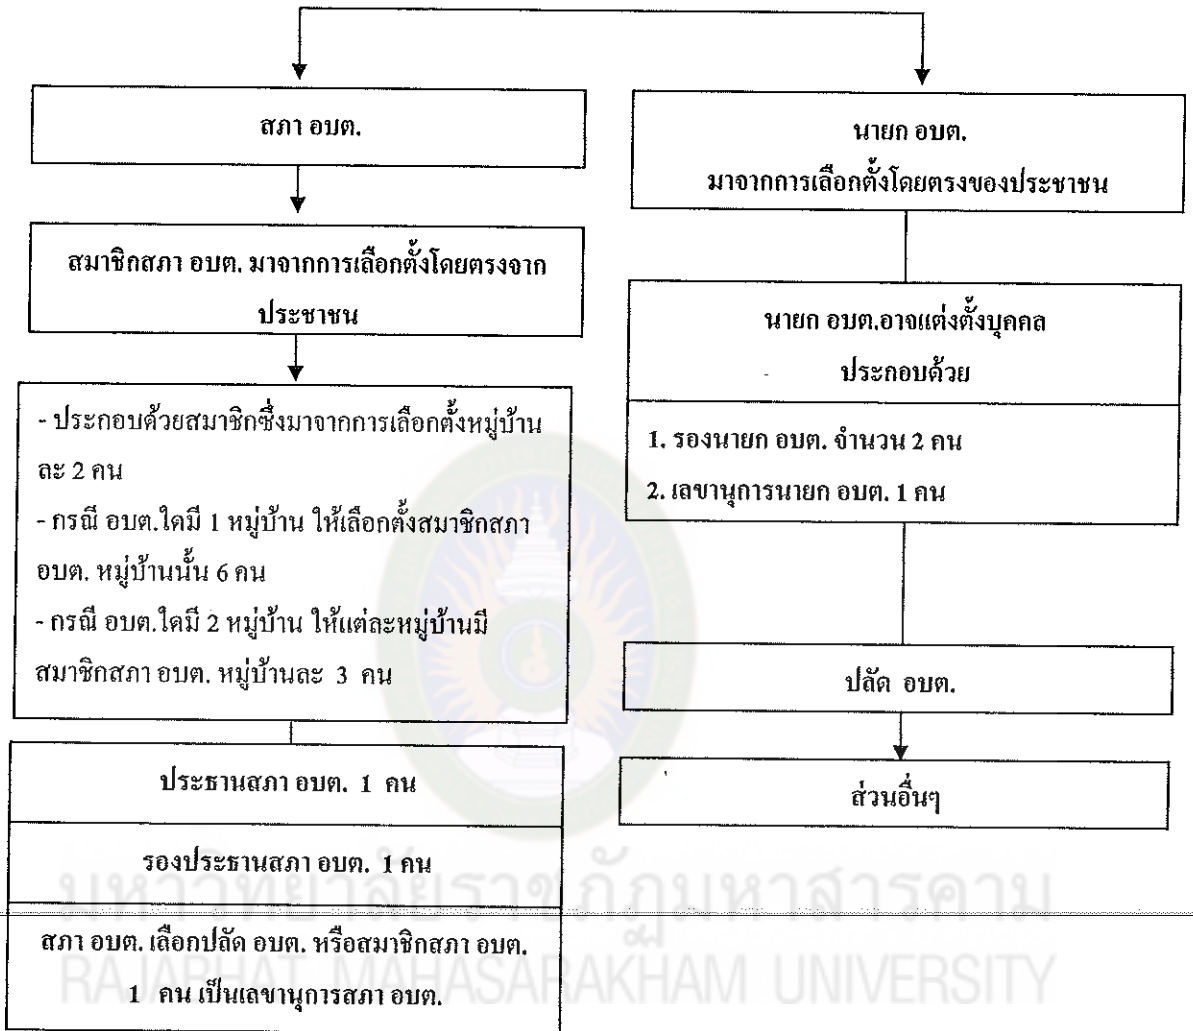 สภา อบต.
สมาชิกสภา อบต. มาจากการเลือกตั้งโดยตรงจาก
ประชาชน
- ประกอบด้วยสมาชิกซึ่งมาจากการเลือกตั้งหมู่บ้าน
ละ 2 คน
- กรณี อบต.ใดมี 1 หมู่บ้าน ให้เลือกตั้งสมาชิกสภา
อบต. หมู่บ้านนั้น 6 คน
- กรณี อบต.ใดมี 2 หมู่บ้าน ให้แต่ละหมู่บ้านมี
สมาชิกสภา อบต. หมู่บ้านละ 3 คน
ประธานสภา อบต. 1 คน
รองประธานสภา อบต. 1 คน
สภา อบต. เลือกปลัด อบต. หรือสมาชิกสภา อบต.
1 คน เป็นเลขานุการสภา อบต.
นายก อบต.
มาจากการเลือกตั้งโดยตรงของประชาชน
นายก อบต.อาจแต่งตั้งบุคคล
ประกอบด้วย
1. รองนายก อบต. จำนวน 2 คน
2. เลขานุการนายก อบต. 1 คน
ปลัด อบต.
ส่วนอื่นๆ
มหาวิทยาลัยราชภัฏมหาสารคาม
RAJABHAT MAHASARAKHAM UNIVERSITY